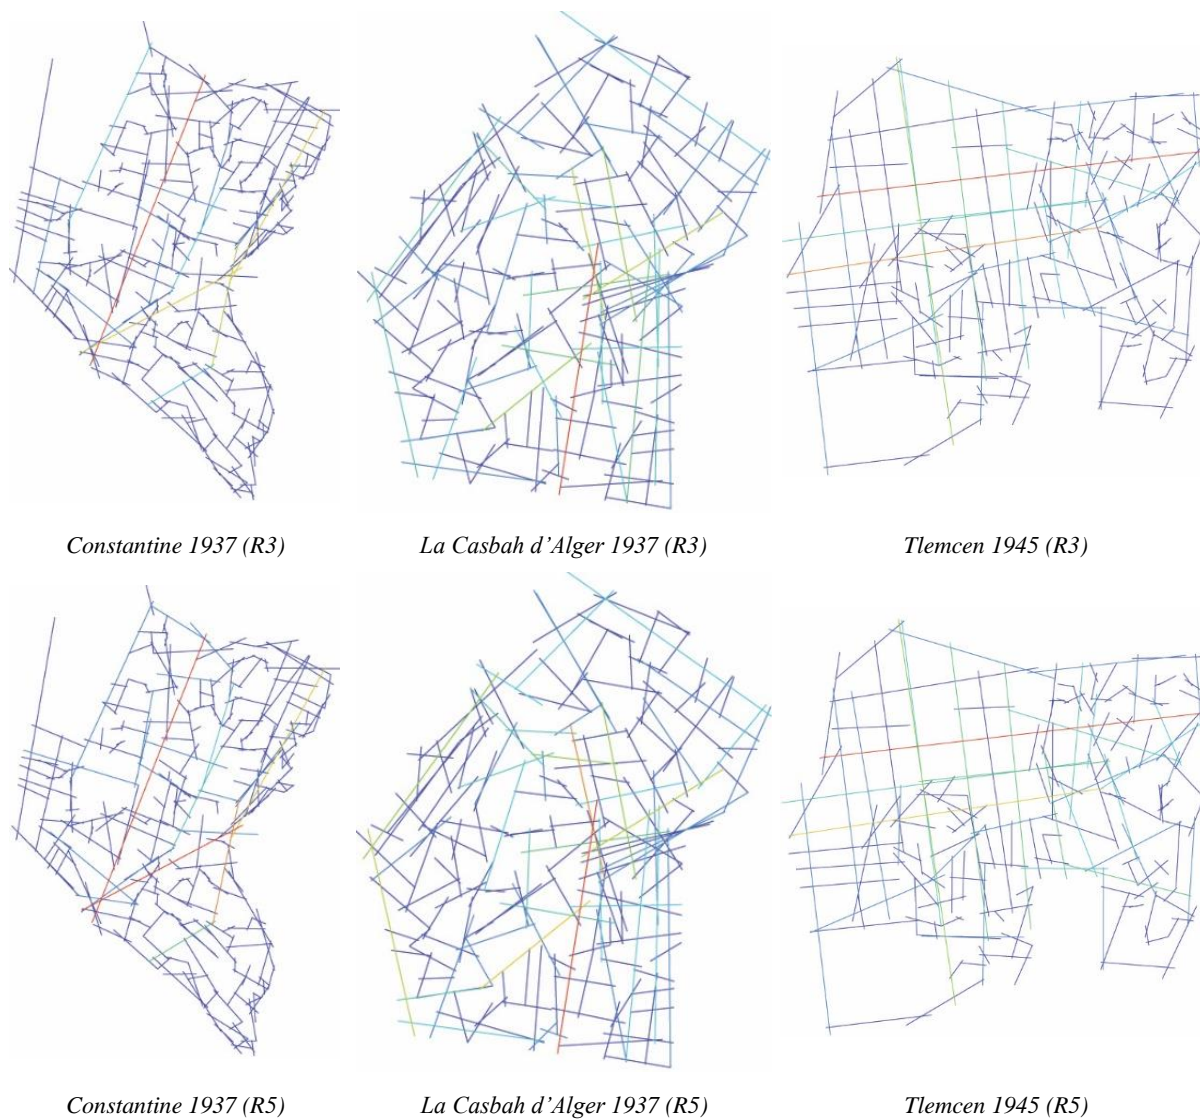 Constantine 1937 (R3)
La Casbah d'Alger 1937 (R3)
Tlemcen 1945 (R3)
Constantine 1937 (R5)
La Casbah d'Alger 1937 (R5)
Tlemcen 1945 (R5)